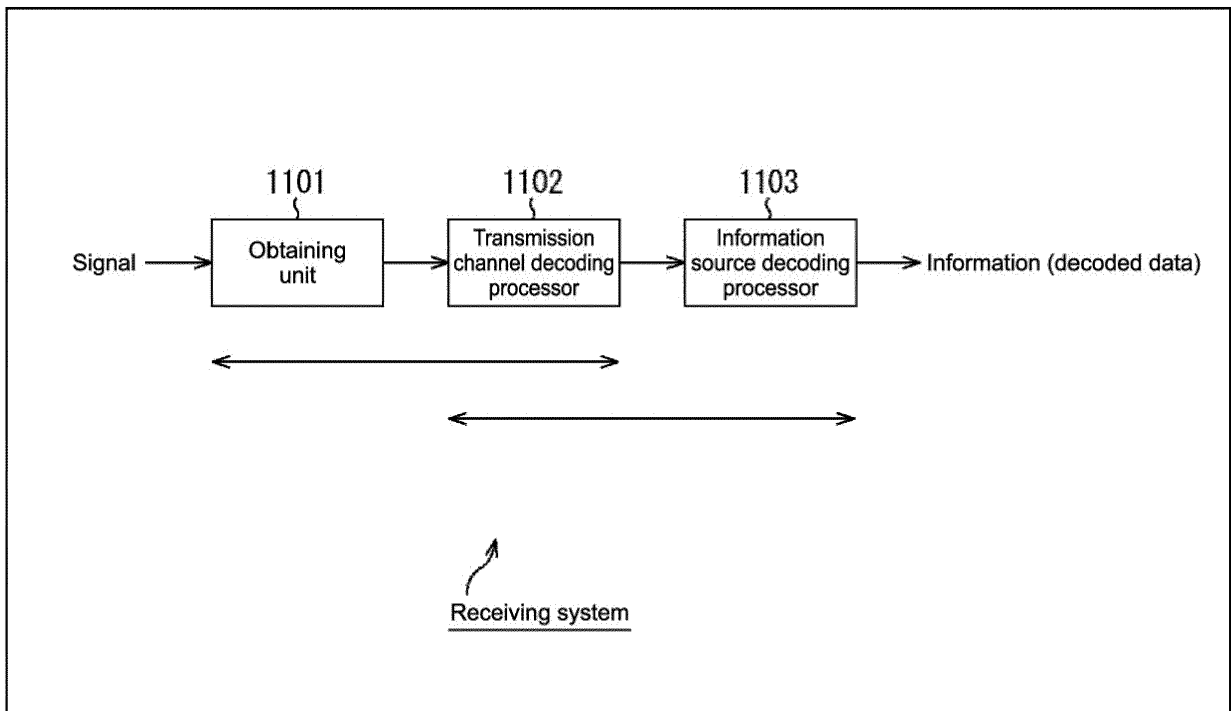 1101
1102
1103
Signal
Obtaining
unit
Transmission
channel decoding
processor
Information
source decoding
processor
Information (decoded data)
Receiving system